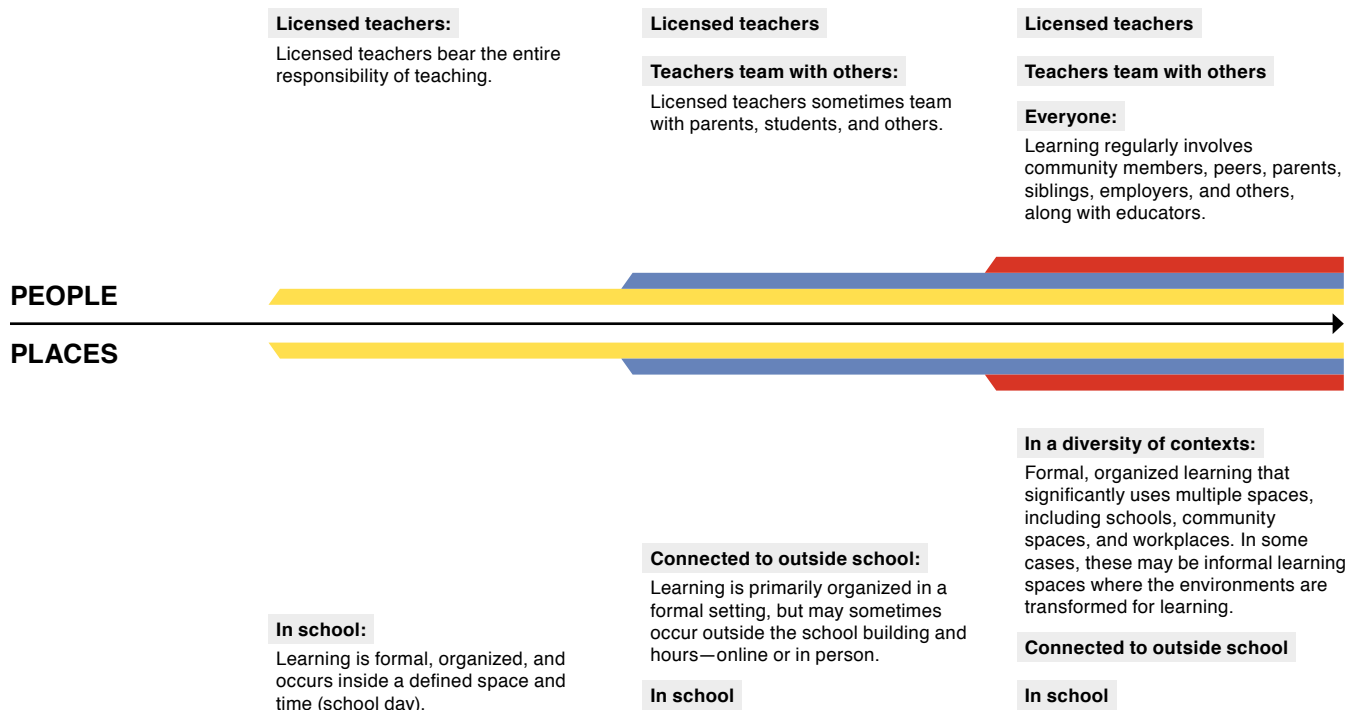 Licensed teachers:
Licensed teachers bear the entire
responsibility of teaching.
Licensed teachers
Teachers team with others:
Licensed teachers sometimes team
with parents, students, and others.
Licensed teachers
Teachers team with others
Everyone:
Learning regularly involves
community members, peers, parents,
siblings, employers, and others,
along with educators.
PEOPLE
PLACES
In school:
Learning is formal, organized, and
occurs inside a defined space and
time (school day).
Connected to outside school:
Learning is primarily organized in a
formal setting, but may sometimes
occur outside the school building and
hours—online or in person.
In school
In a diversity of contexts:
Formal, organized learning that
significantly uses multiple spaces,
including schools, community
spaces, and workplaces. In some
cases, these may be informal learning
spaces where the environments are
transformed for learning.
Connected to outside school
In school